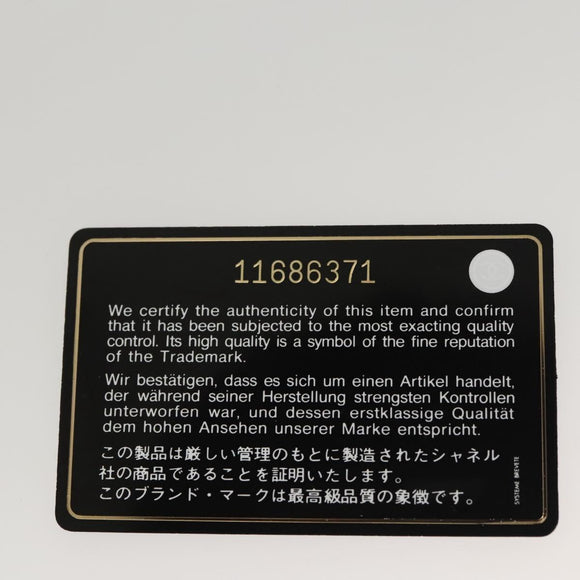 11686371
We certify the authenticity of this item and confirm
that it has been subjected to the most exacting quality
control. Its high quality is a symbol of the fine reputation
of the Trademark.
Wir bestätigen, dass es sich um einen Artikel handelt,
der während seiner Herstellung strengsten Kontrollen
unterworfen war, und dessen erstklassige Qualität
dem hohen Ansehen unserer Marke entspricht.
この製品は厳しい管理のもとに製造されたシャネル
社の商品であることを証明いたします。
このブランド・マークは最高級品質の象徴です。
SYSTEME BREVETE